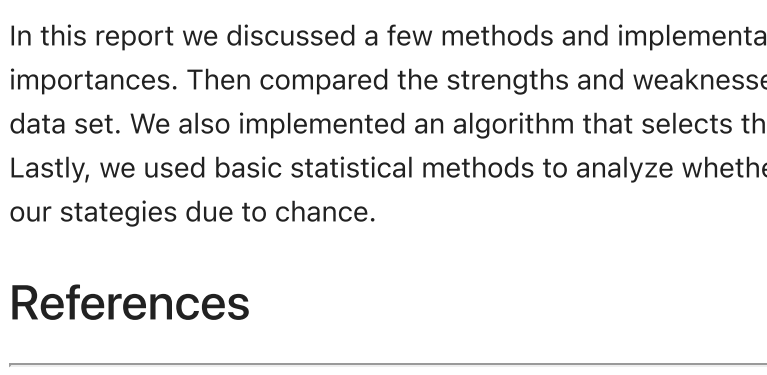 In this report we discussed a few methods and implementa
importances. Then compared the strengths and weaknesse
data set. We also implemented an algorithm that selects th
Lastly, we used basic statistical methods to analyze whethe
our stategies due to chance.
References